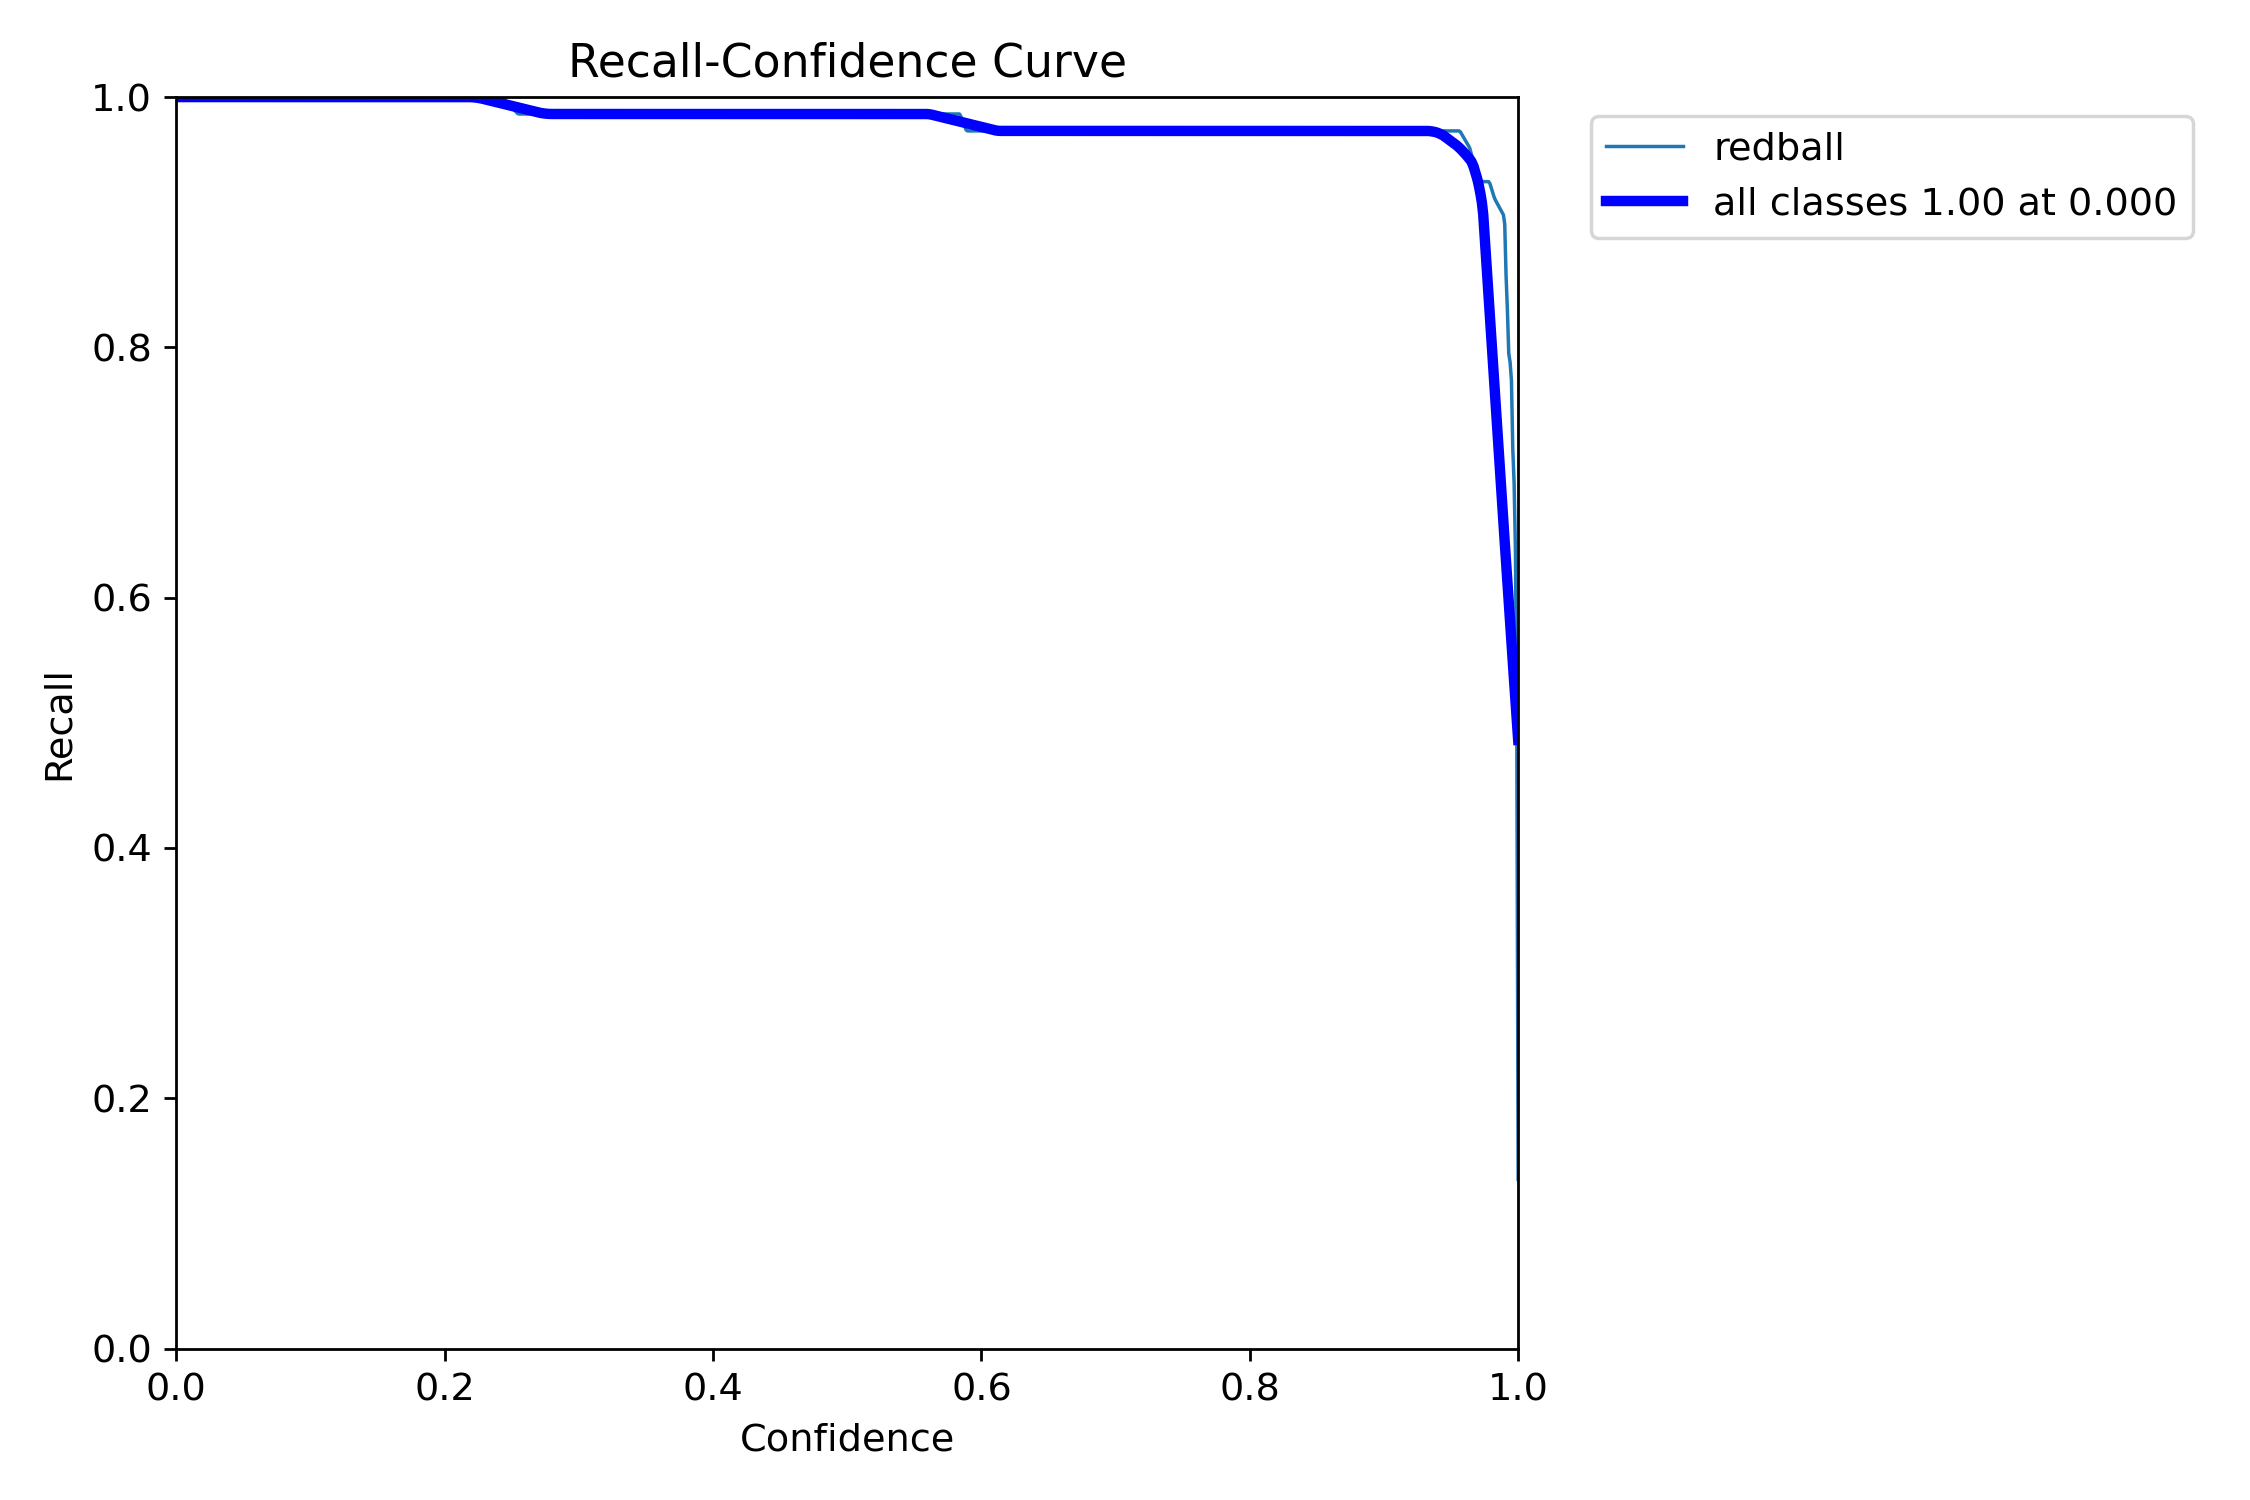 Recall-Confidence Curve
1.0
0.8
0.6
0.4
0.2
0.0
Recall
0.0 0.2 0.4 0.6 0.8 1.0
Confidence
redball
all classes 1.00 at 0.000